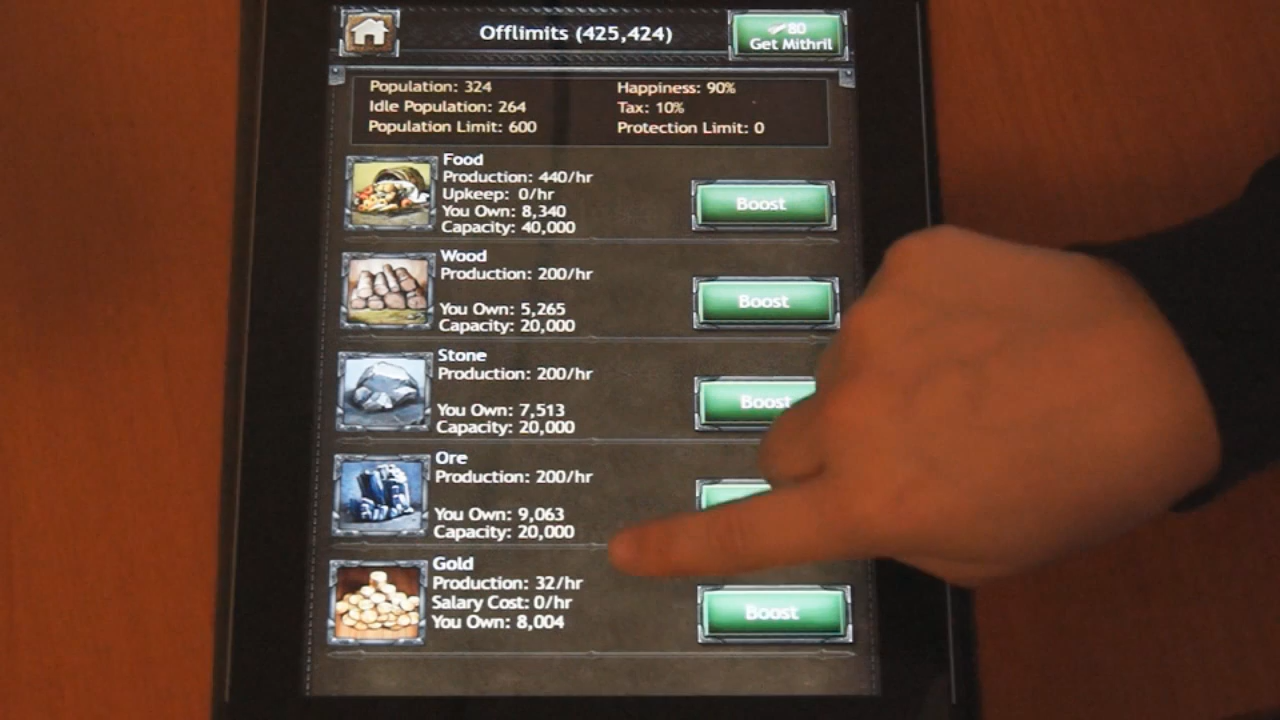 Offlimits (425,424)
80
Get Mithril
Population: 324
Idle Population: 264
Population Limit: 600
Happiness: 90%
Tax: 10%
Protection Limit: 0
Food
Production: 440/hr
Upkeep: 0/hr
You Own: 8,340
Capacity: 40,000
Boost
Wood
Production: 200/hr
You Own: 5,265
Capacity: 20,000
Boost
Stone
Production: 200/hr
You Own: 7,513
Capacity: 20,000
Boost
Ore
Production: 200/hr
You Own: 9,063
Capacity: 20,000
Gold
Production: 32/hr
Salary Cost: 0/hr
You Own: 8,004
Boost